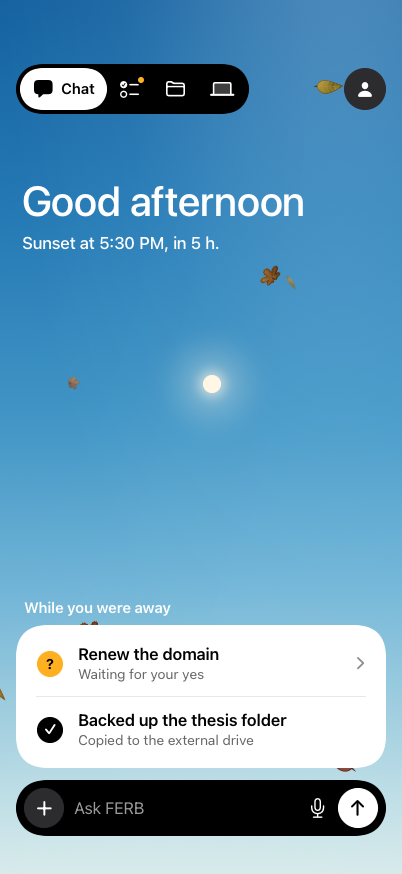 Chat
Good afternoon
Sunset at 5:30 PM, in 5 h.
While you were away
?
Renew the domain
Waiting for your yes
Backed up the thesis folder
Copied to the external drive
Ask FERB